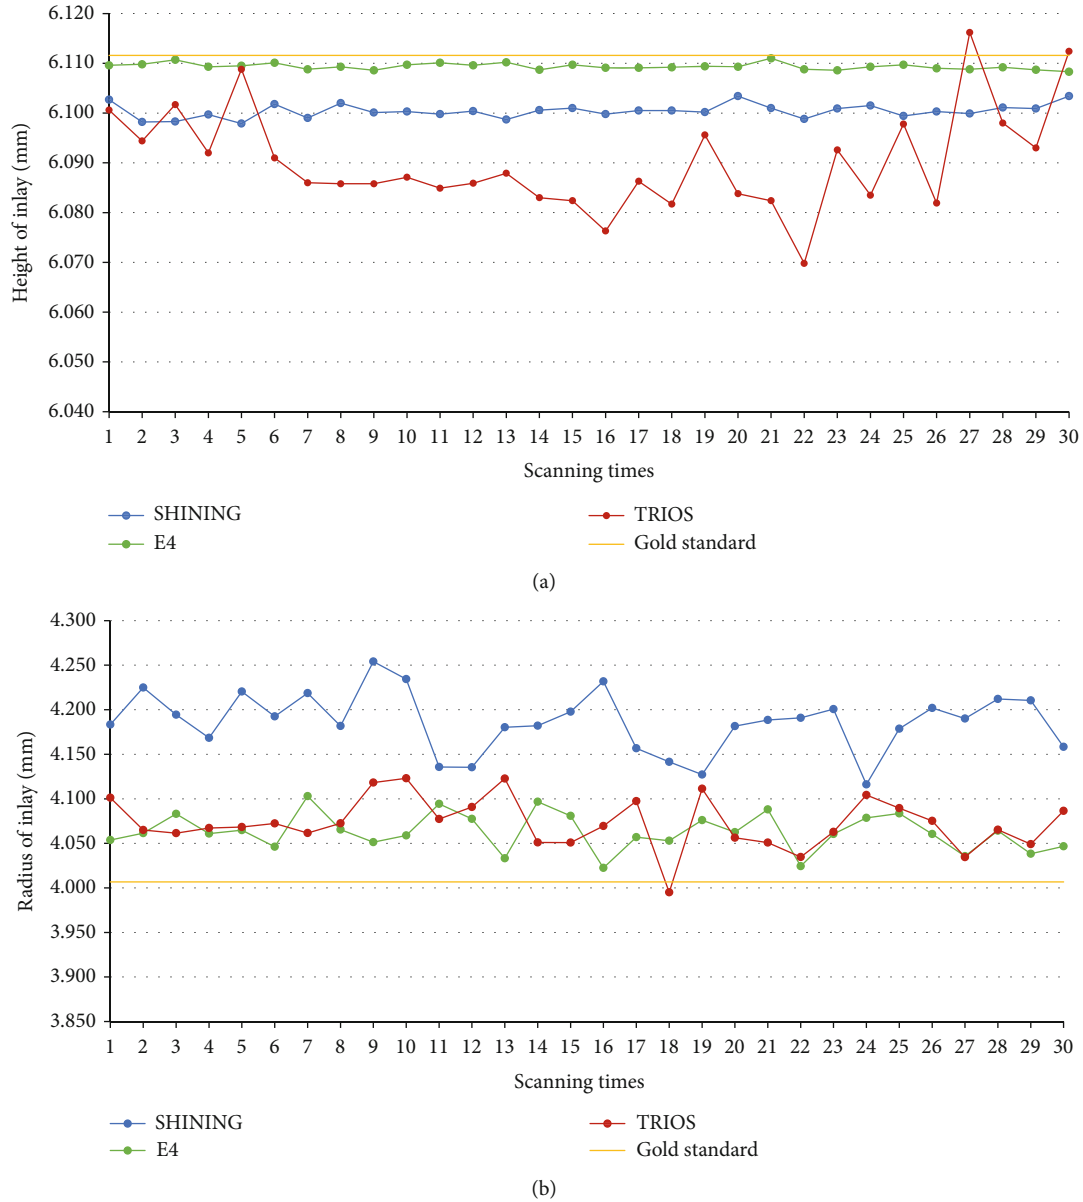 6.120
6.110
6.100
6.090
6.080
6.070
6.060
6.050
6.040
Height of inlay (mm)
1 2 3 4 5 6 7 8 9 10 11 12 13 14 15 16 17 18 19 20 21 22 23 24 25 26 27 28 29 30
Scanning times
SHINING TRIOS
E4 Gold standard
(a)
4.300
4.250
4.200
4.150
4.100
4.050
4.000
3.950
3.900
3.850
Radius of inlay (mm)
1 2 3 4 5 6 7 8 9 10 11 12 13 14 15 16 17 18 19 20 21 22 23 24 25 26 27 28 29 30
Scanning times
SHINING TRIOS
E4 Gold standard
(b)